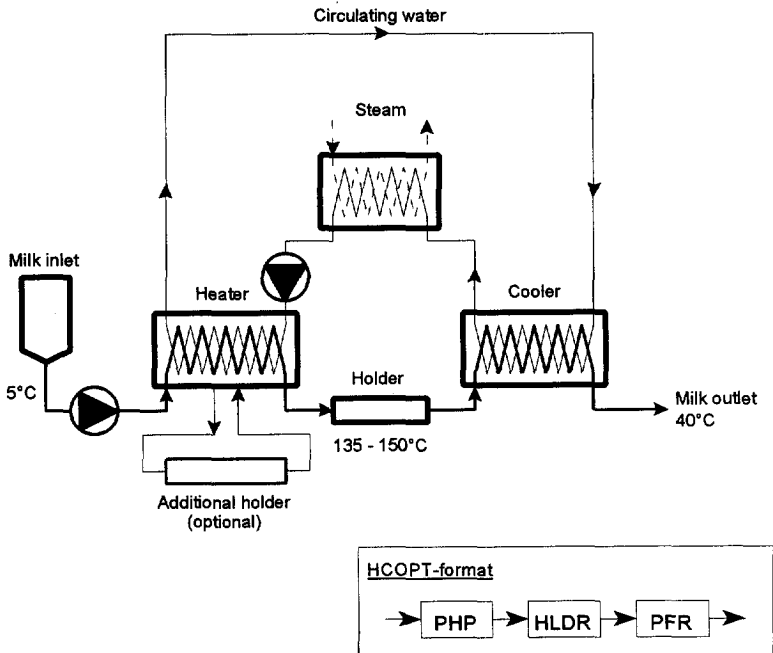 Circulating water
Steam
Milk inlet
Heater
Cooler
5°C
Holder
Milk outlet
40°C
135 - 150°C
Additional holder
(optional)
HCOPT-format
PHP
HLDR
PFR